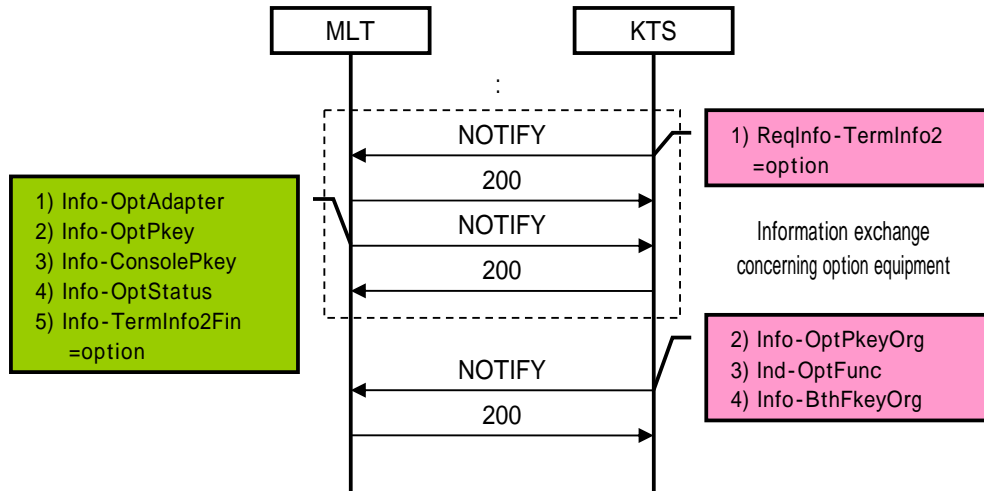 MLT
KTS
:
NOTIFY
1) ReqInfo-TermInfo2
=option
200
1) Info-OptAdapter
2) Info-OptPkey
3) Info-ConsolePkey
4) Info-OptStatus
5) Info-TermInfo2Fin
=option
NOTIFY
200
Information exchange
concerning option equipment
NOTIFY
2) Info-OptPkeyOrg
3) Ind-OptFunc
4) Info-BthFkeyOrg
200